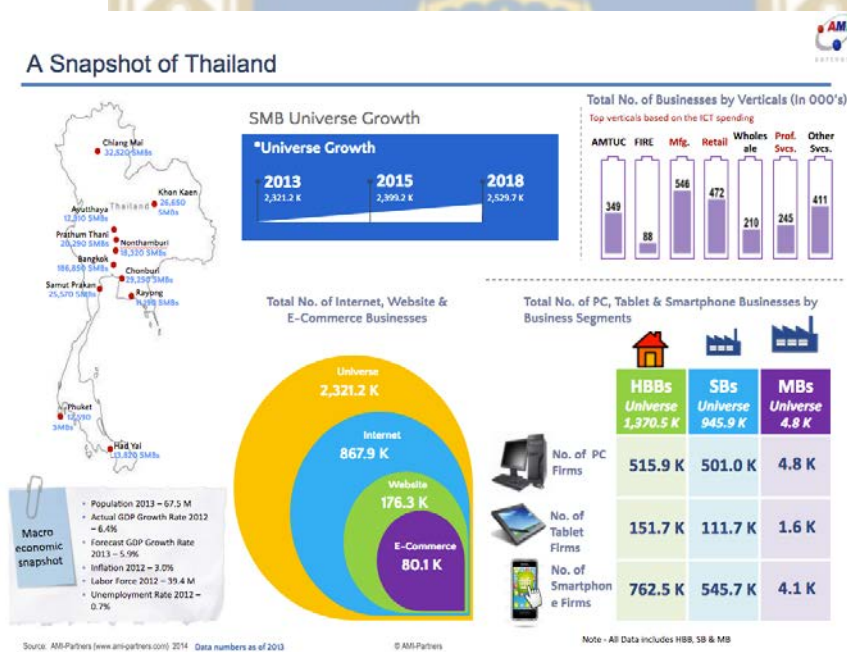 AMI
A Snapshot of Thailand
Chiang Mai
32,520 SMBs
Khon Kaen
26,650
SMBs
Thailand
Ayutthaya
Prathum Thani
20,290 SMBs
Nonthamburi
18,320 SMBs
Bangkok
186,850 SMBs
Chonburi
29,250 SMBs
Samut Prakan
25,570 SMBs
Rayong
Phuket
SMBs
Had Yai
13,820 SMBs
SMB Universe Growth
*Universe Growth
2013
2,321.2 K
2015
2,399.2 K
2018
2,529.7 K
Total No. of Businesses by Verticals (In 000's)
Top verticals based on the ICT spending
AMTUC FIRE Mfg. Retail Wholes
ale Prof.
Svcs. Other
Svcs.
349
88
546
472
210
245
411
Total No. of Internet, Website &
E-Commerce Businesses
Universe
2,321.2 K
Internet
867.9 K
Website
176.3 K
E-Commerce
80.1 K
Total No. of PC, Tablet & Smartphone Businesses by
Business Segments
HBBs
Universe
1,370.5 K
SBs
Universe
945.9 K
MBs
Universe
4.8 K
No. of PC
Firms
515.9 K
501.0 K
4.8 K
No. of
Tablet
Firms
151.7 K
111.7 K
1.6 K
No. of
Smartphon
e Firms
762.5 K
545.7 K
4.1 K
Macro
economic
snapshot
• Population 2013 – 67.5 M
• Actual GDP Growth Rate 2012
– 6.4%
• Forecast GDP Growth Rate
2013 – 5.9%
• Inflation 2012 – 3.0%
• Labor Force 2012 – 39.4 M
• Unemployment Rate 2012 –
0.7%
Source: AMI-Partners (www.ami-partners.com) 2014 Data numbers as of 2013
© AMI-Partners
Note - All Data includes HBB, SB & MB